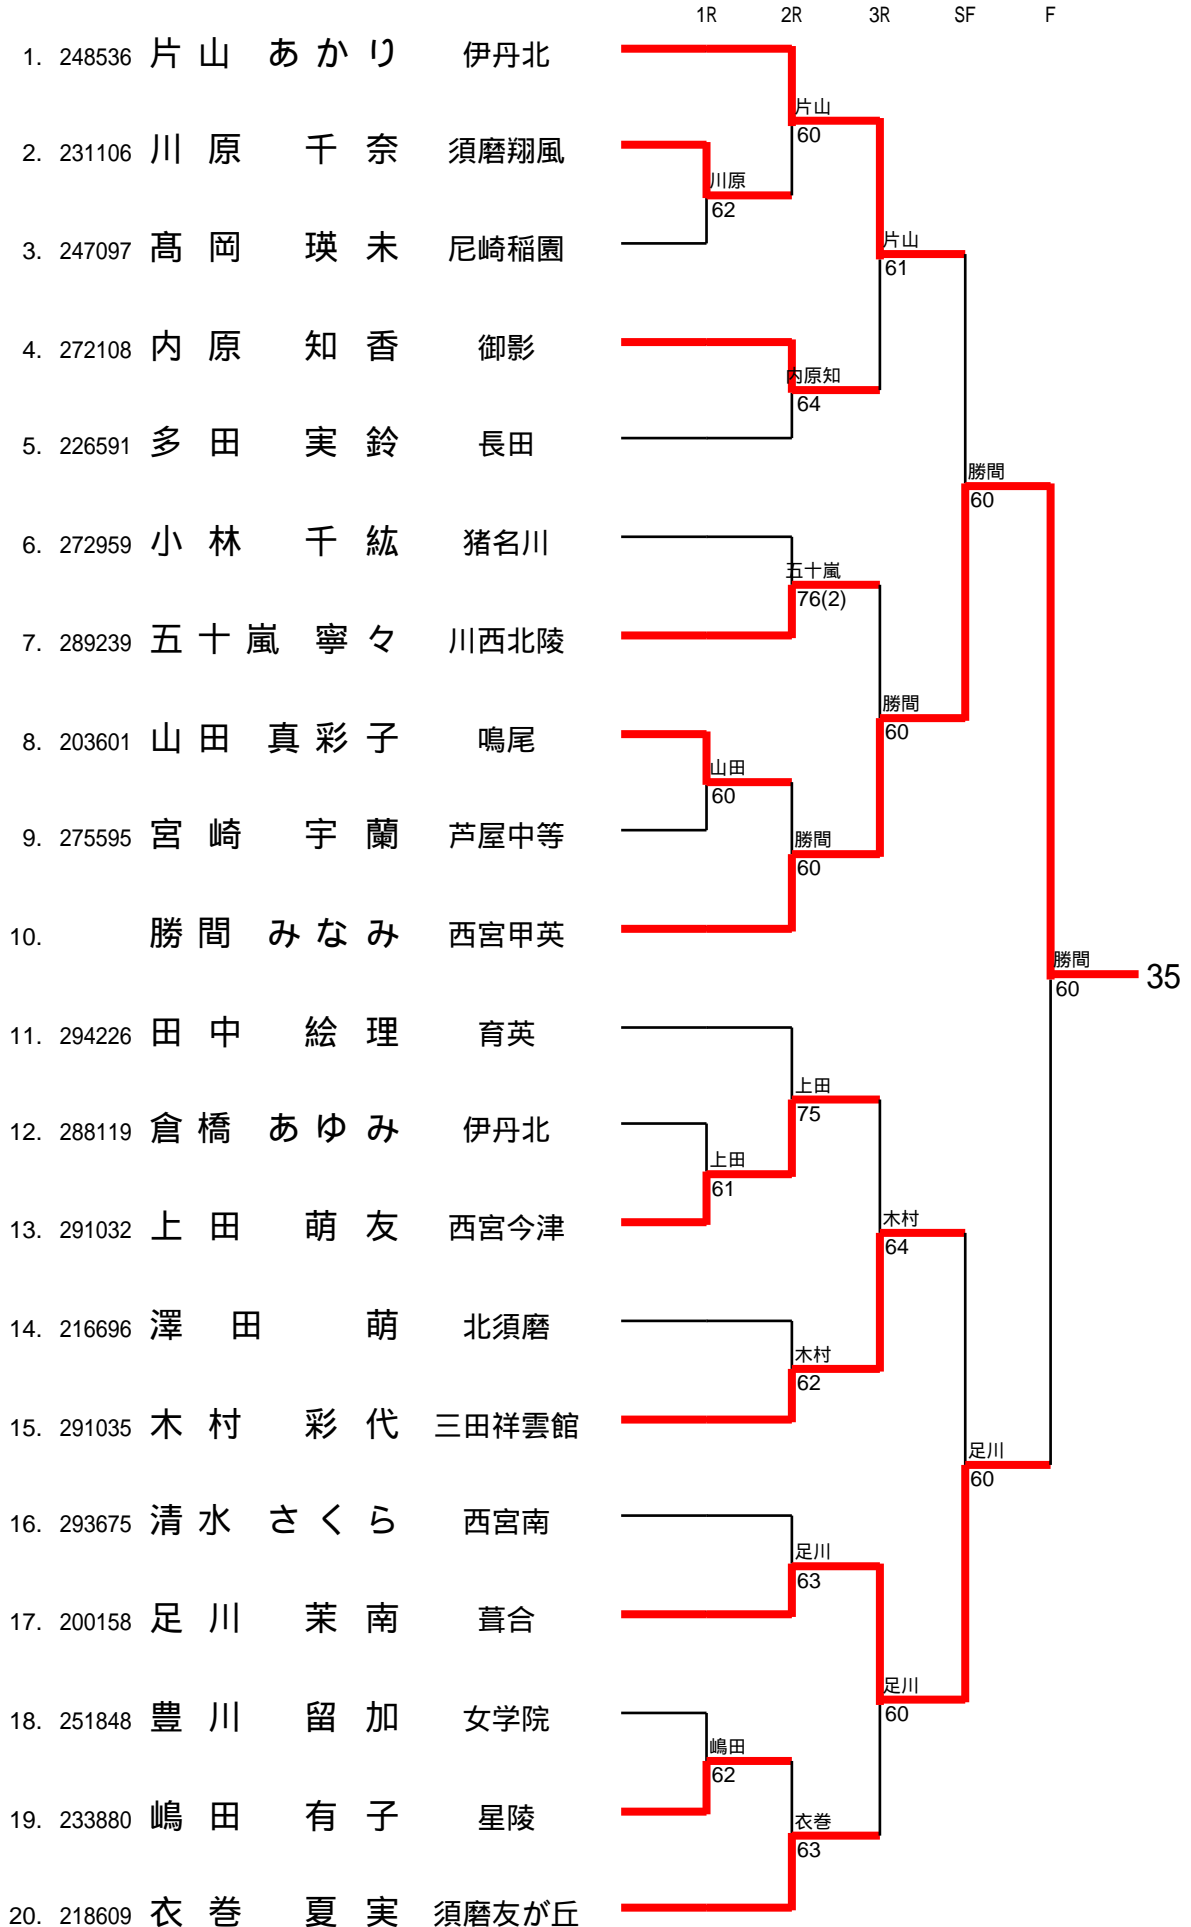 1R 2R 3R SF F
1. 248536 片山 あかり 伊丹北
片山
60
2. 231106 川原 千奈 須磨翔風
川原
62
3. 247097 髙岡 瑛未 尼崎稲園
片山
61
4. 272108 内原 知香 御影
内原知
64
5. 226591 多田 実鈴 長田
勝間
60
6. 272959 小林 千紘 猪名川
五十嵐
76(2)
7. 289239 五十嵐 寧々 川西北陵
勝間
60
8. 203601 山田 真彩子 鳴尾
山田
60
9. 275595 宮崎 宇蘭 芦屋中等
勝間
60
10. 勝間 みなみ 西宮甲英
勝間
60
35
11. 294226 田中 絵理 育英
上田
75
12. 288119 倉橋 あゆみ 伊丹北
上田
61
13. 291032 上田 萌友 西宮今津
木村
64
14. 216696 澤田 萌 北須磨
木村
62
15. 291035 木村 彩代 三田祥雲館
足川
60
16. 293675 清水 さくら 西宮南
足川
63
17. 200158 足川 茉南 葺合
足川
60
18. 251848 豊川 留加 女学院
嶋田
62
19. 233880 嶋田 有子 星陵
衣巻
63
20. 218609 衣巻 夏実 須磨友が丘